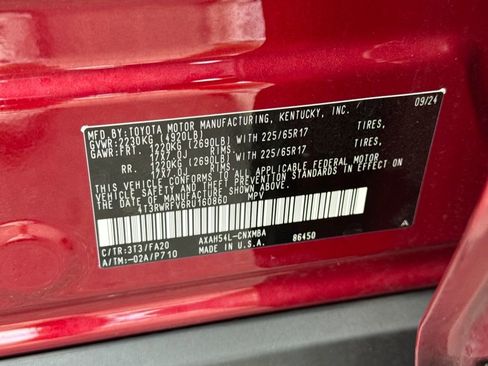 MFD.BY:TOYOTA MOTOR MANUFACTURING, KENTUCKY, INC. 09/24
GVWR:2230KG (4920LB)
GAWR:FRT. 1220KG (2690LB) WITH 225/65R17 TIRES,
17X7.0J RIMS,
RR. 1220KG (2690LB) WITH 225/65R17 TIRES,
17X7.0J RIMS.
THIS VEHICLE CONFORMS TO ALL APPLICABLE FEDERAL MOTOR
VEHICLE SAFETY STANDARDS IN EFFECT ON THE DATE OF
MANUFACTURE SHOWN ABOVE.
4T3RWRFV6RU160860 MPV
C/TR:3T3/FA20 AXAH54L-CNXMBA 86450
A/TM:-02A/P710 MADE IN U.S.A. A